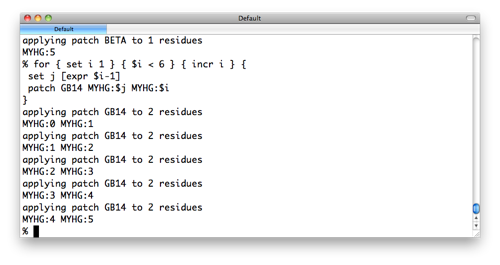 Default
Default
applying patch BETA to 1 residues
MYHG:5
% for { set i 1 } { $i < 6 } { incr i } {
 set j [expr $i-1]
 patch GB14 MYHG:$j MYHG:$i
}
applying patch GB14 to 2 residues
MYHG:0 MYHG:1
applying patch GB14 to 2 residues
MYHG:1 MYHG:2
applying patch GB14 to 2 residues
MYHG:2 MYHG:3
applying patch GB14 to 2 residues
MYHG:3 MYHG:4
applying patch GB14 to 2 residues
MYHG:4 MYHG:5
%